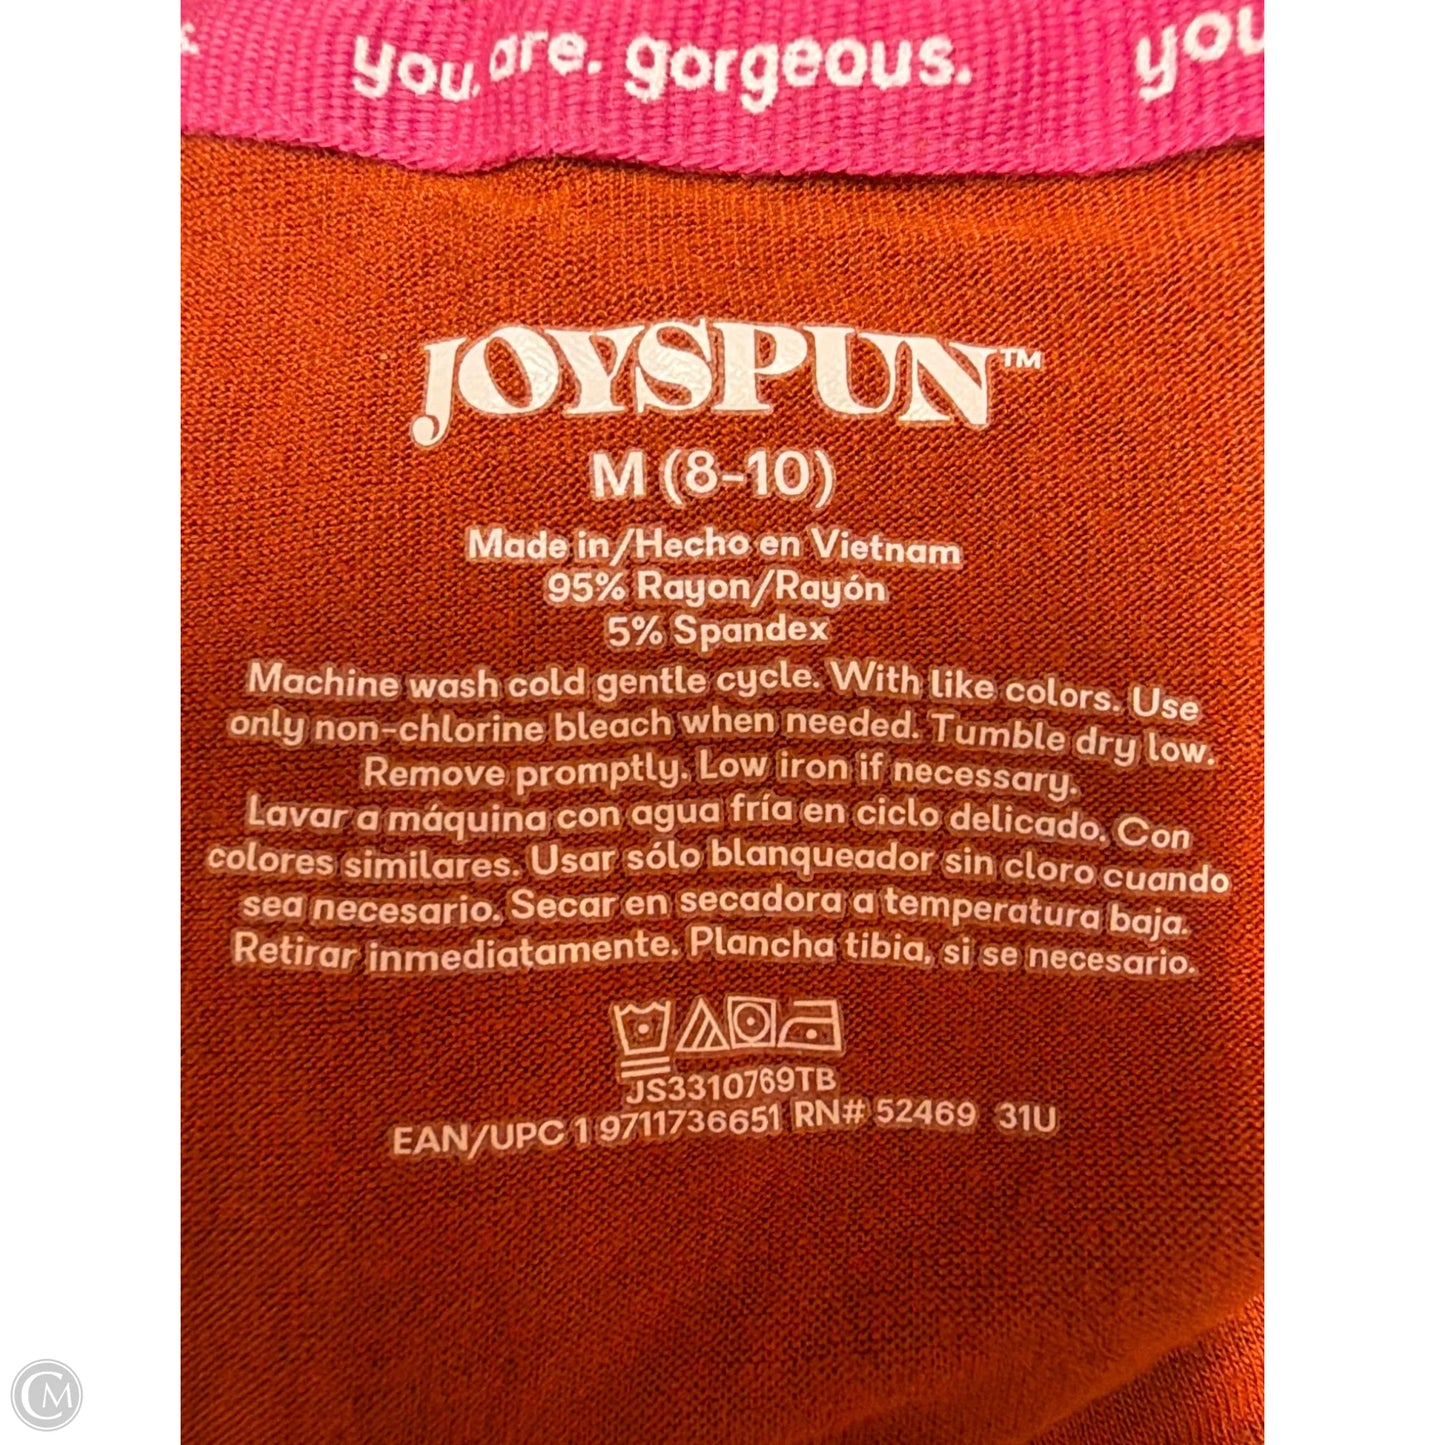 you. are. gorgeous. you
JOYSPUN™
M (8-10)
Made in/Hecho en Vietnam
95% Rayon/Rayón
5% Spandex
Machine wash cold gentle cycle. With like colors. Use
only non-chlorine bleach when needed. Tumble dry low.
Remove promptly. Low iron if necessary.
Lavar a máquina con agua fría en ciclo delicado. Con
colores similares. Usar sólo blanqueador sin cloro cuando
sea necesario. Secar en secadora a temperatura baja.
Retirar inmediatamente. Plancha tibia, si se necesario.
JS3310769TB
EAN/UPC 1 9711736651 RN# 52469 31U
CM